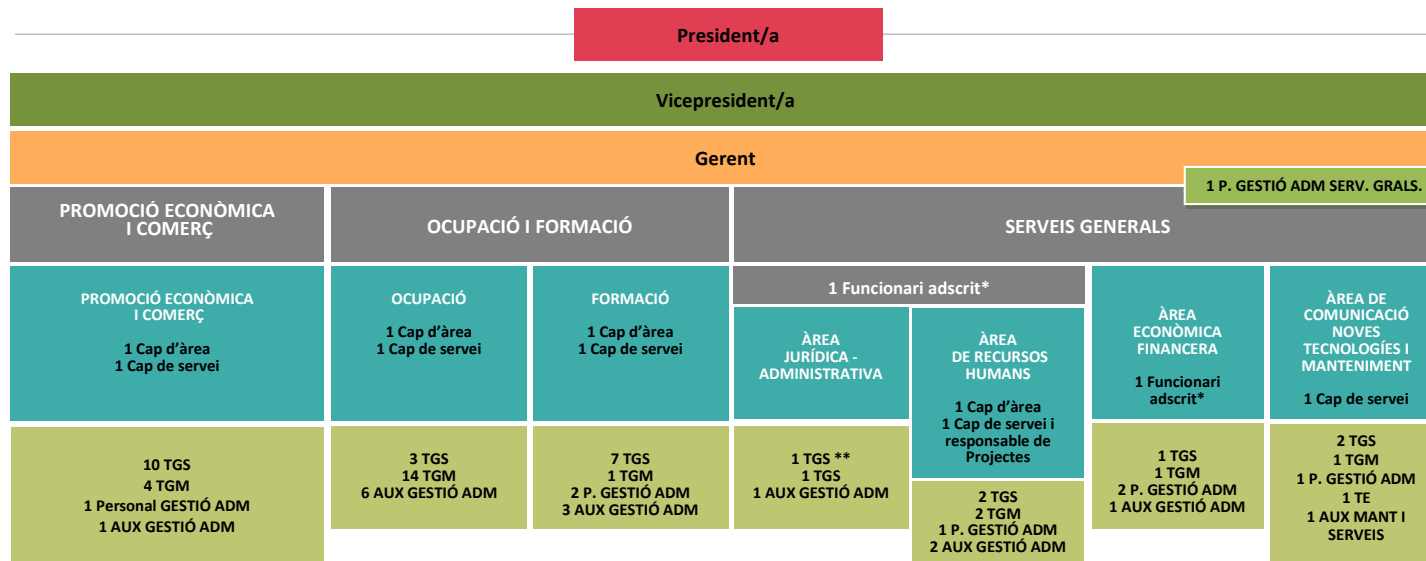 President/a
Vicepresident/a
Gerent
1 P. GESTIÓ ADM SERV. GRALS.
PROMOCIÓ ECONÒMICA
I COMERÇ
OCUPACIÓ I FORMACIÓ
SERVEIS GENERALS
PROMOCIÓ ECONÒMICA
I COMERÇ
1 Cap d’àrea
1 Cap de servei
10 TGS
4 TGM
1 Personal GESTIÓ ADM
1 AUX GESTIÓ ADM
OCUPACIÓ
1 Cap d’àrea
1 Cap de servei
3 TGS
14 TGM
6 AUX GESTIÓ ADM
FORMACIÓ
1 Cap d’àrea
1 Cap de servei
7 TGS
1 TGM
2 P. GESTIÓ ADM
3 AUX GESTIÓ ADM
1 Funcionari adscrit*
ÀREA
JURÍDICA -
ADMINISTRATIVA
1 TGS **
1 TGS
1 AUX GESTIÓ ADM
ÀREA
DE RECURSOS
HUMANS
1 Cap d’àrea
1 Cap de servei i
responsable de
Projectes
2 TGS
2 TGM
1 P. GESTIÓ ADM
2 AUX GESTIÓ ADM
ÀREA
ECONÒMICA
FINANCERA
1 Funcionari
adscrit*
1 TGS
1 TGM
2 P. GESTIÓ ADM
1 AUX GESTIÓ ADM
ÀREA DE
COMUNICACIÓ
NOVES
TECNOLOGÍES I
MANTENIMENT
1 Cap de servei
2 TGS
1 TGM
1 P. GESTIÓ ADM
1 TE
1 AUX MANT I
SERVEIS